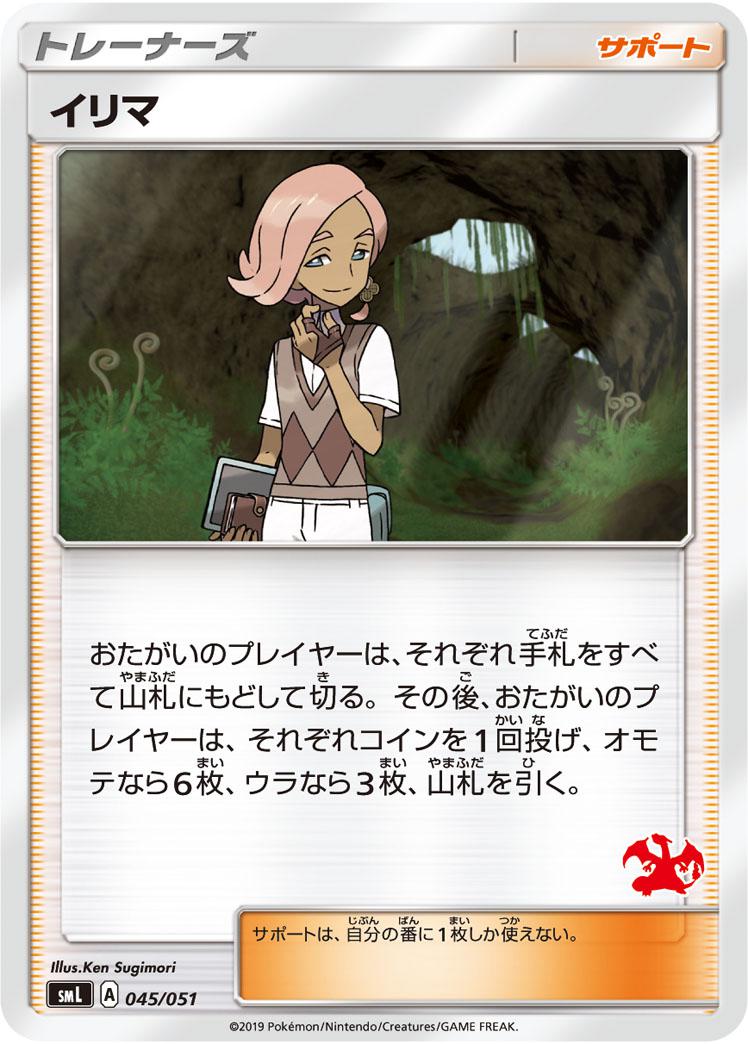 トレーナーズ
サポート
イリマ
おたがいのプレイヤーは、それぞれ手札をすべ
て山札にもどして切る。その後、おたがいのプ
レイヤーは、それぞれコインを1回投げ、オモ
テなら6枚、ウラなら3枚、山札を引く。
サポートは、自分の番に1枚しか使えない。
Illus.Ken Sugimori
SML A 045/051
©2019 Pokémon/Nintendo/Creatures/GAME FREAK.